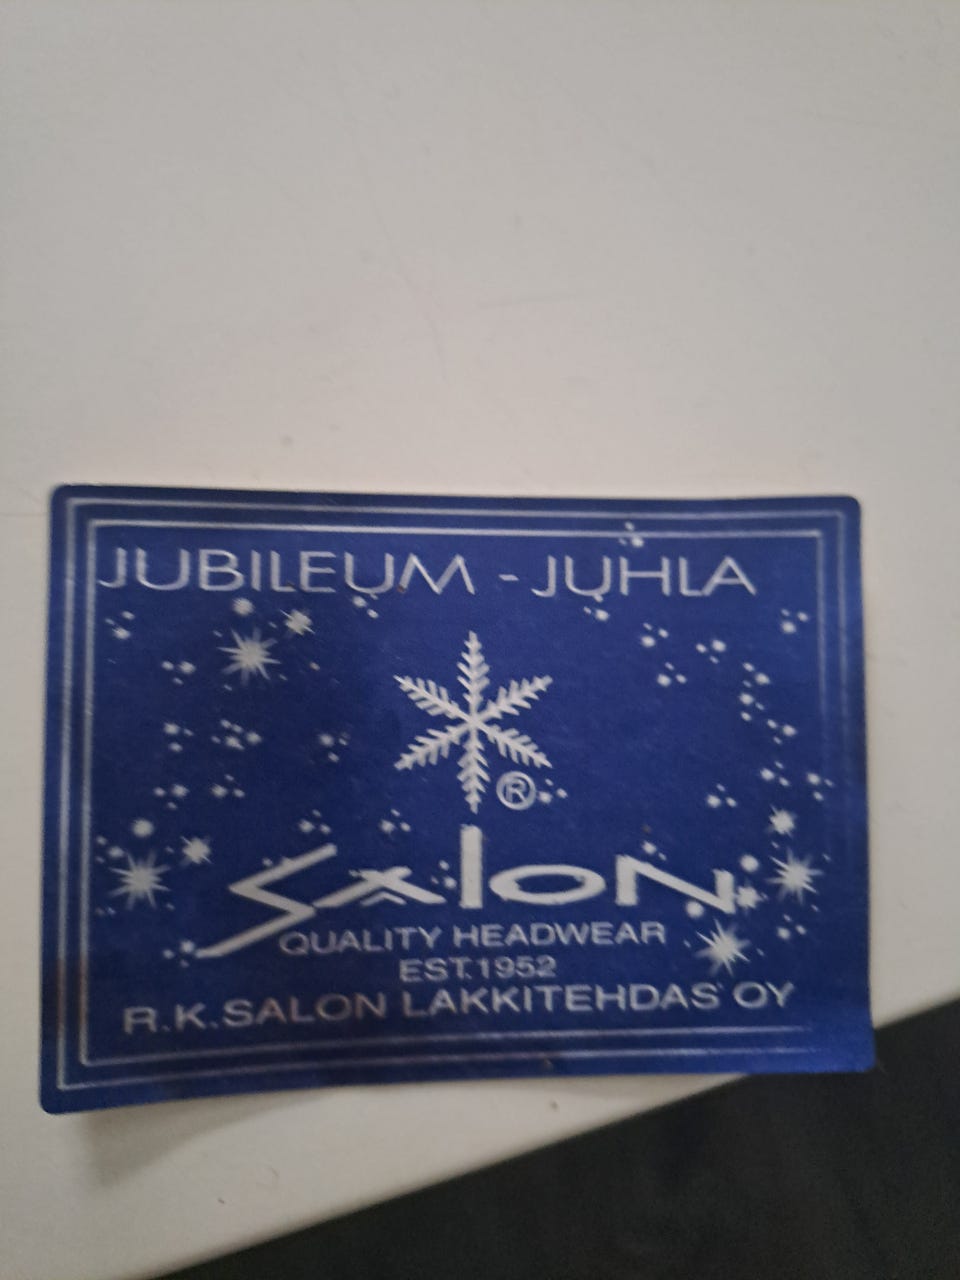 JUBILEUM - JUHLA
®
Salon
QUALITY HEADWEAR
EST.1952
R.K.SALON LAKKITEHDAS OY